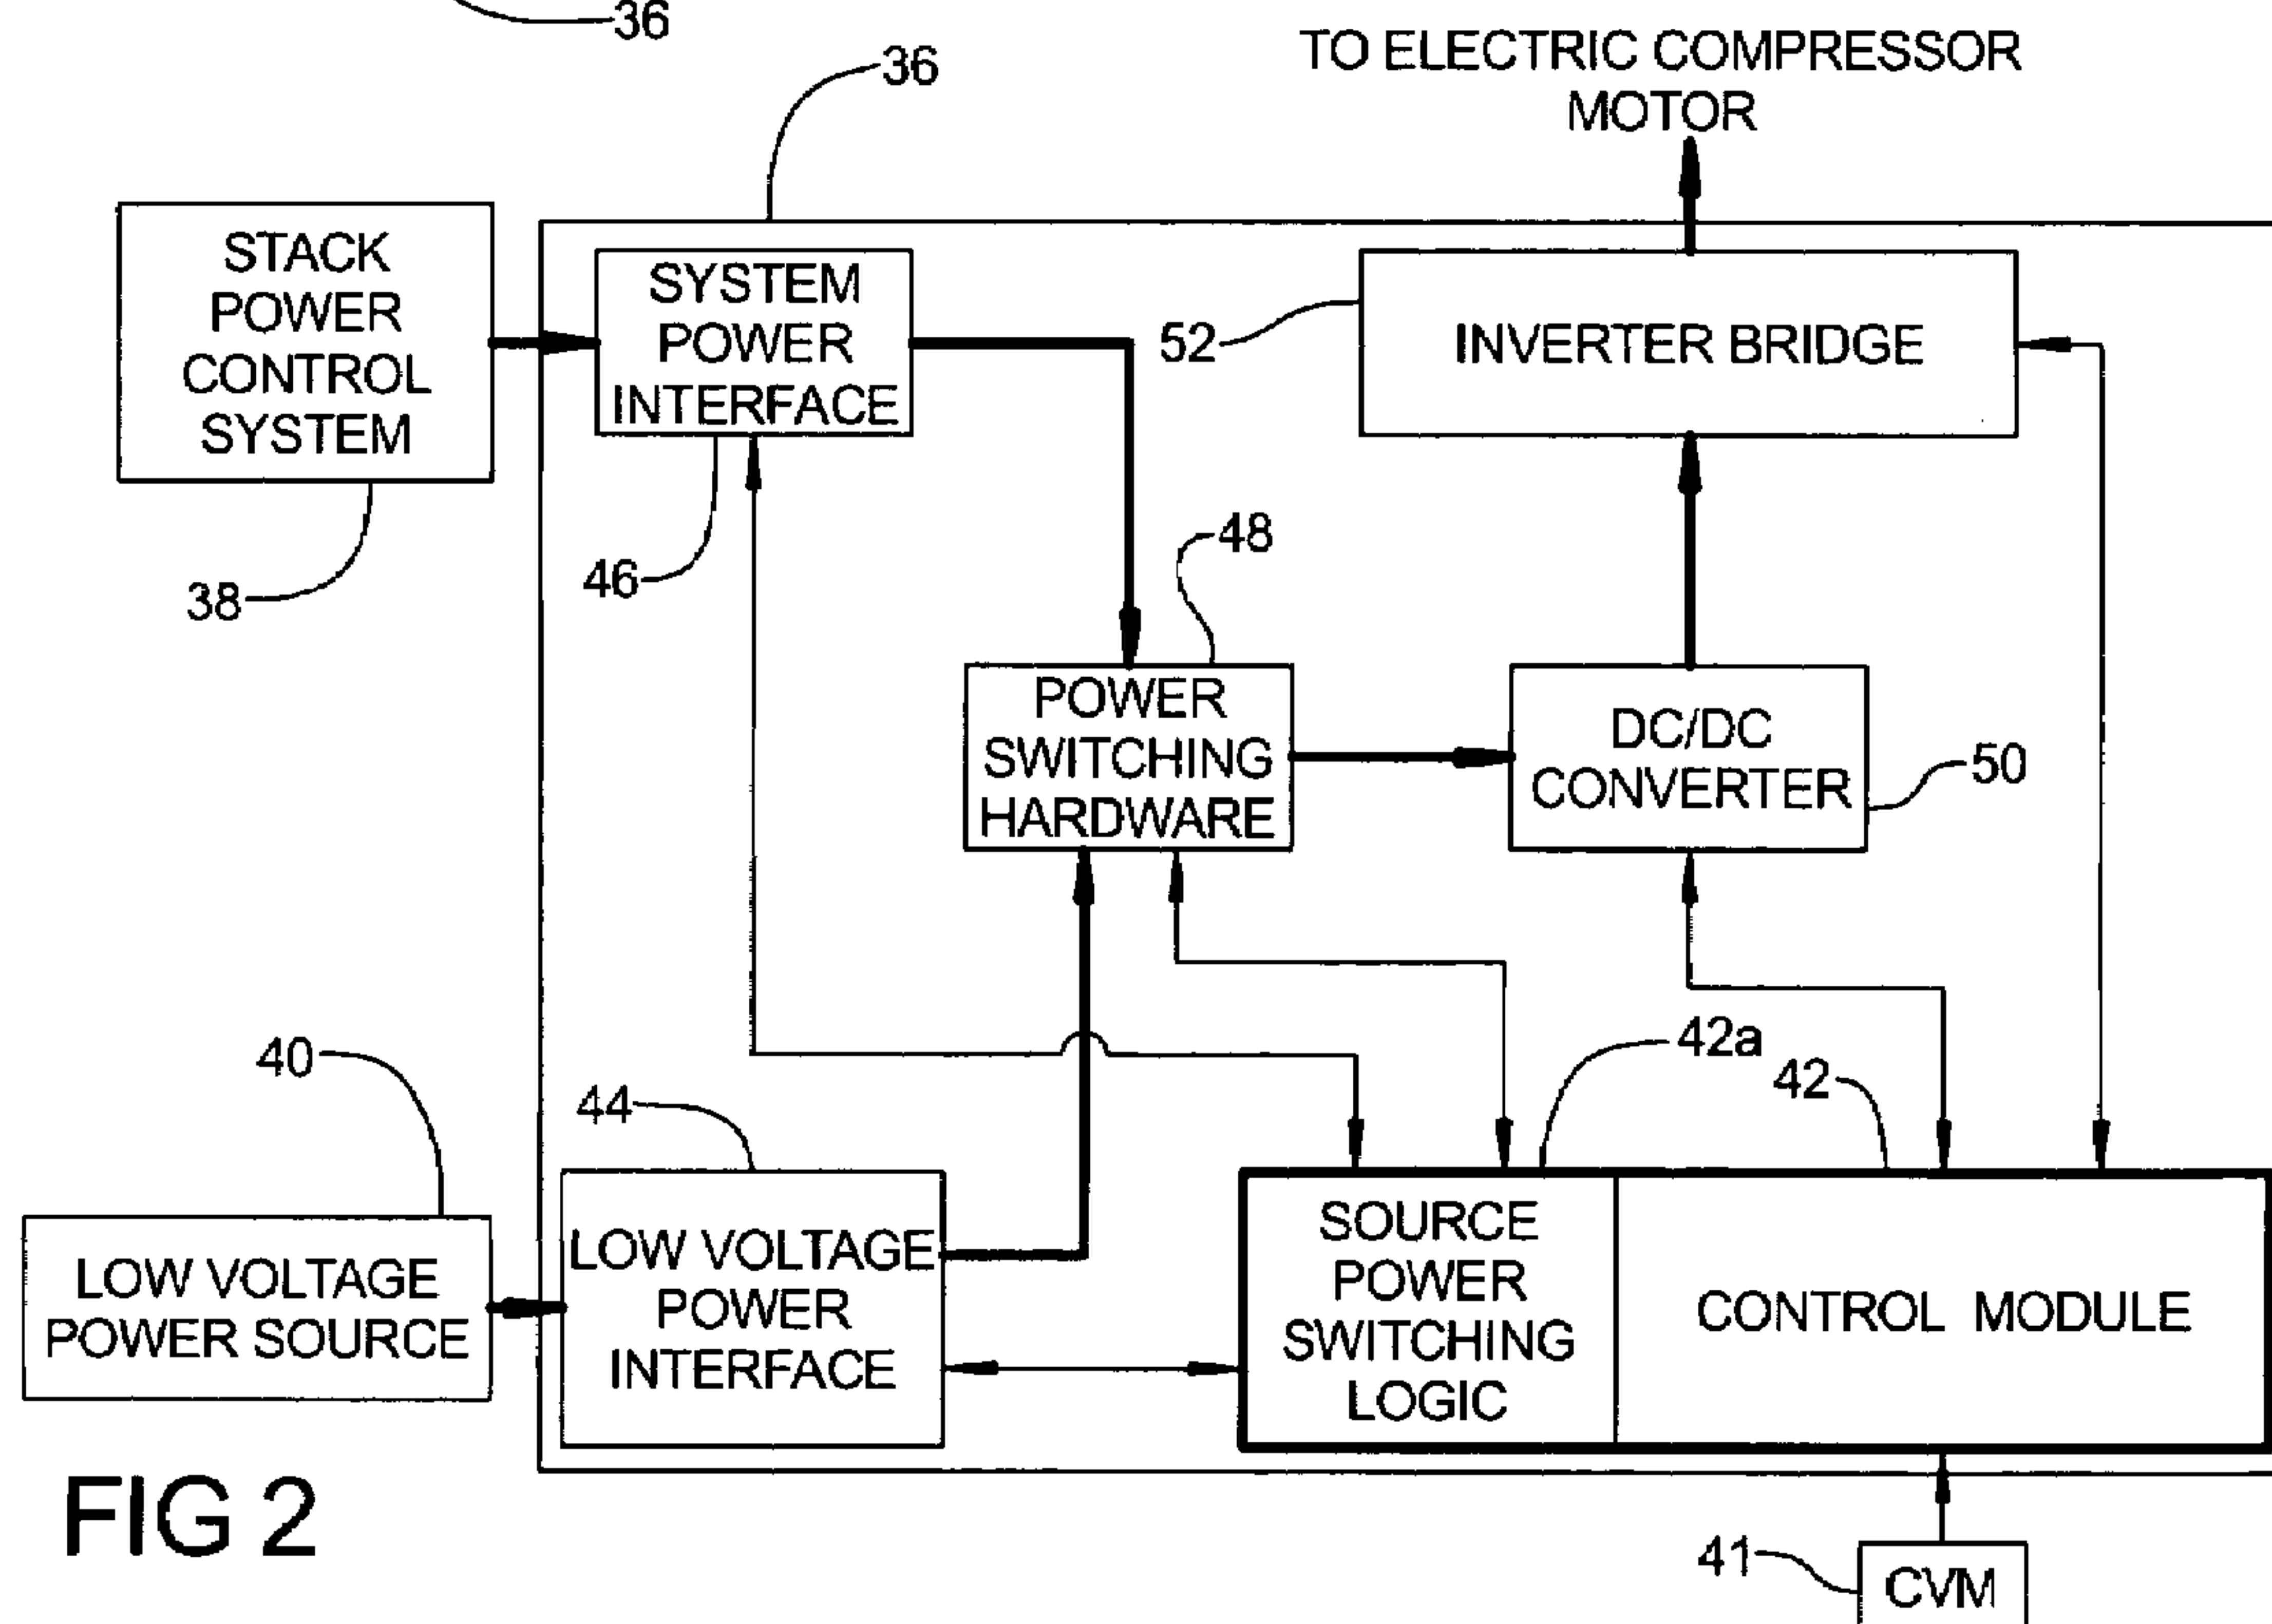 36
36
TO ELECTRIC COMPRESSOR
MOTOR
STACK
POWER
CONTROL
SYSTEM
38
SYSTEM
POWER
INTERFACE
46
52
INVERTER BRIDGE
48
POWER
SWITCHING
HARDWARE
DC/DC
CONVERTER
50
40
44
42a
42
LOW VOLTAGE
POWER SOURCE
LOW VOLTAGE
POWER
INTERFACE
SOURCE
POWER
SWITCHING
LOGIC
CONTROL MODULE
FIG 2
41
CVM